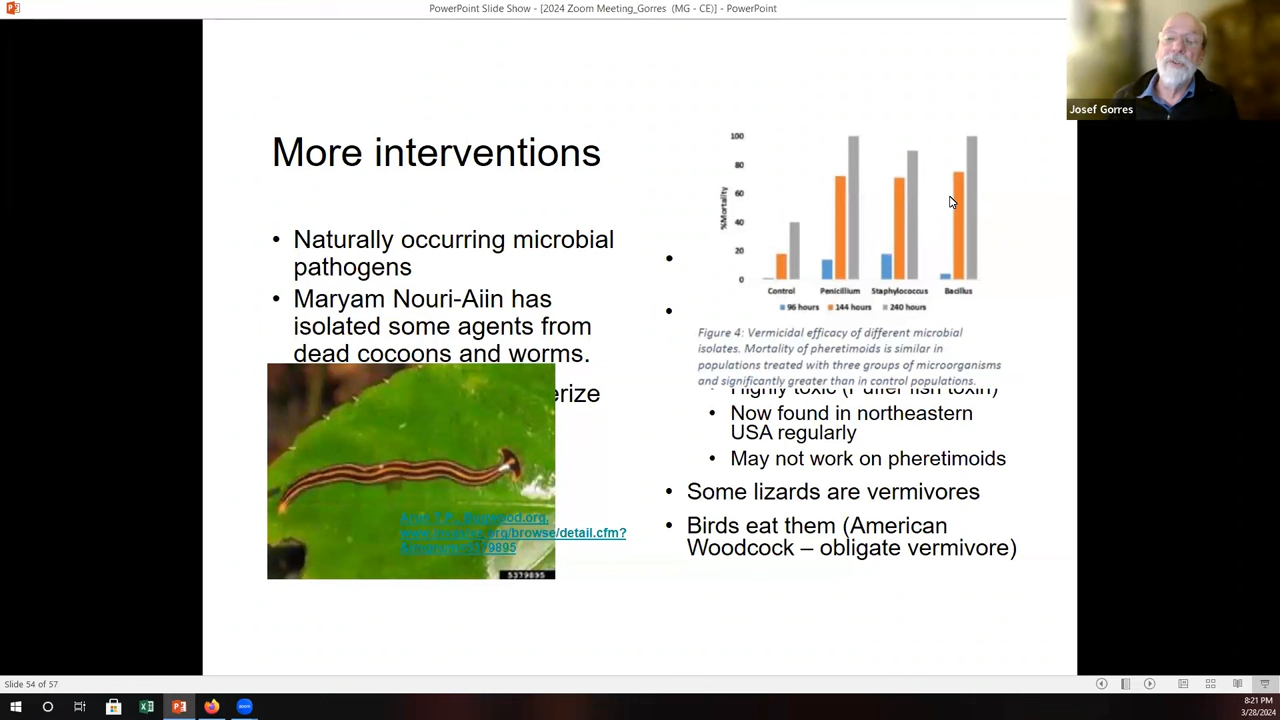 PowerPoint Slide Show - [2024 Zoom Meeting_Gorres (MG - CE)] - PowerPoint
Josef Gorres
More interventions
• Naturally occurring microbial
pathogens
• Maryam Nouri-Aiin has
isolated some agents from
dead cocoons and worms.
erize
Bugwood.org,
5379895
%Mortality
100
80
60
40
20
0
Control
Penicillium
Staphylococcus
Bacillus
96 hours
144 hours
240 hours
Figure 4: Vermicidal efficacy of different microbial
isolates. Mortality of pheretimoids is similar in
populations treated with three groups of microorganisms
and significantly greater than in control populations.
Highly toxic (Puffer fish toxin)
• Now found in northeastern
USA regularly
• May not work on pheretimoids
• Some lizards are vermivores
• Birds eat them (American
Woodcock – obligate vermivore)
Slide 54 of 57
8:21 PM
3/28/2024